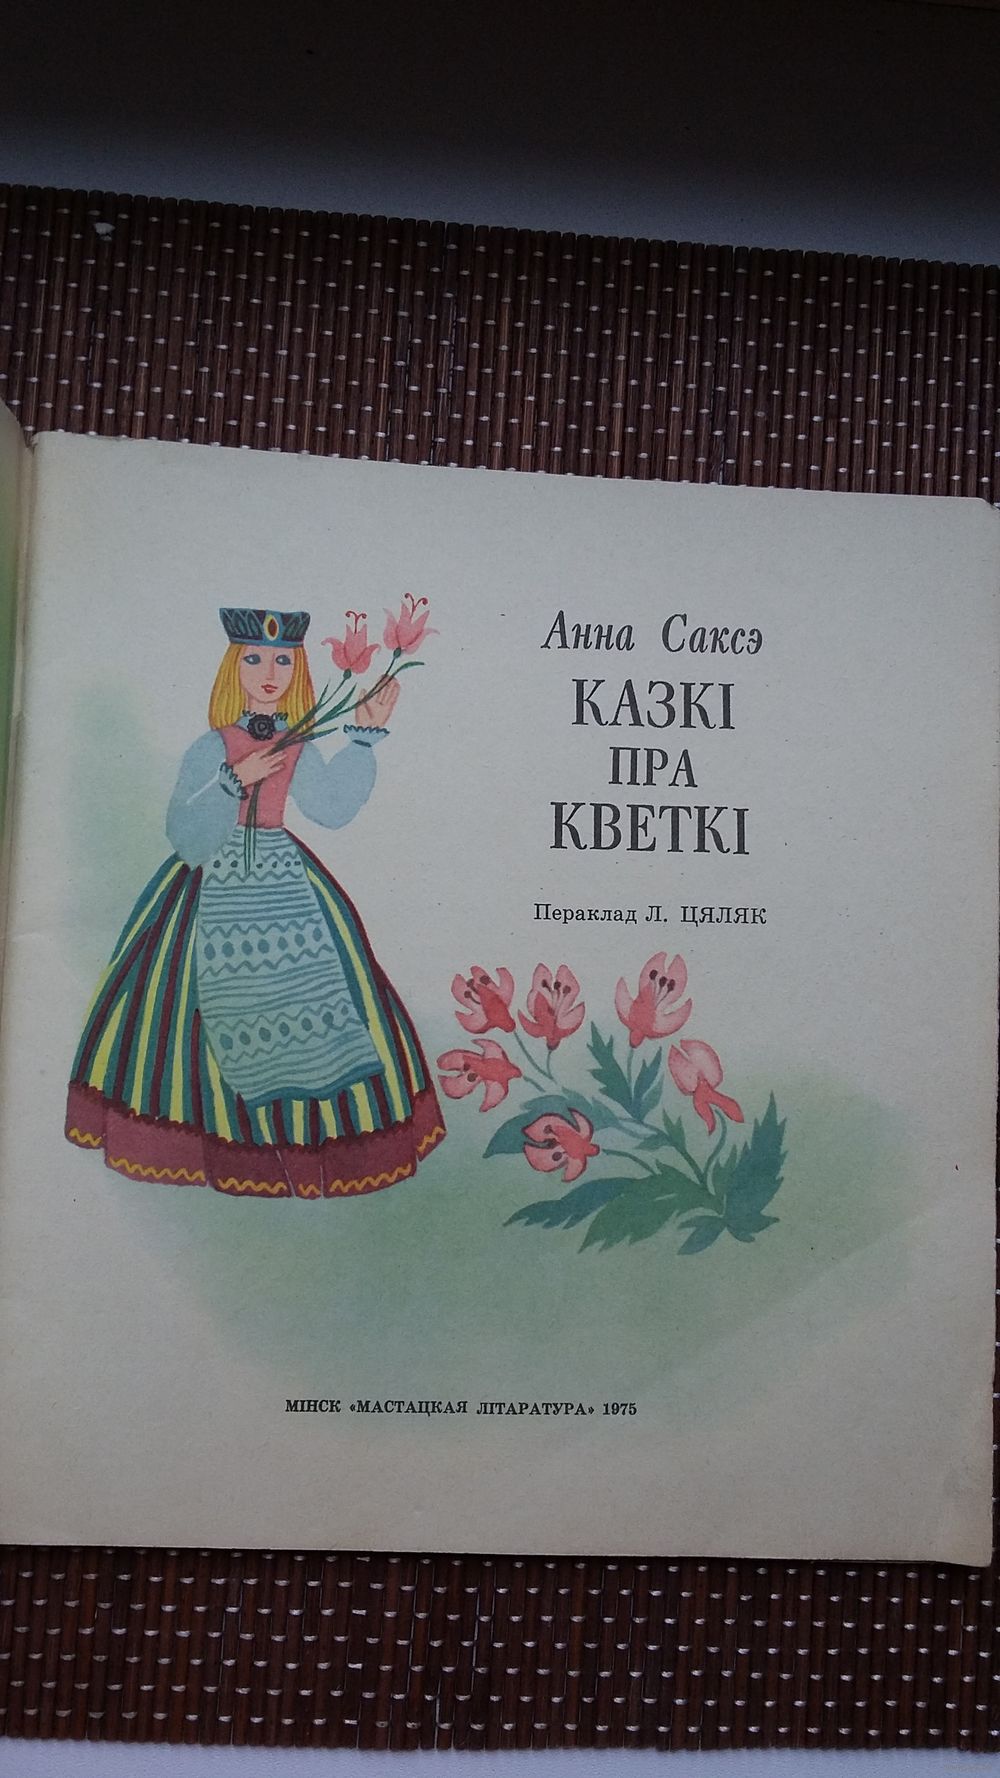 Анна Саксэ
КАЗКІ
ПРА
КВЕТКІ
Пераклад Л. ЦЯЛЯК
МІНСК «МАСТАЦКАЯ ЛІТАРАТУРА» 1975